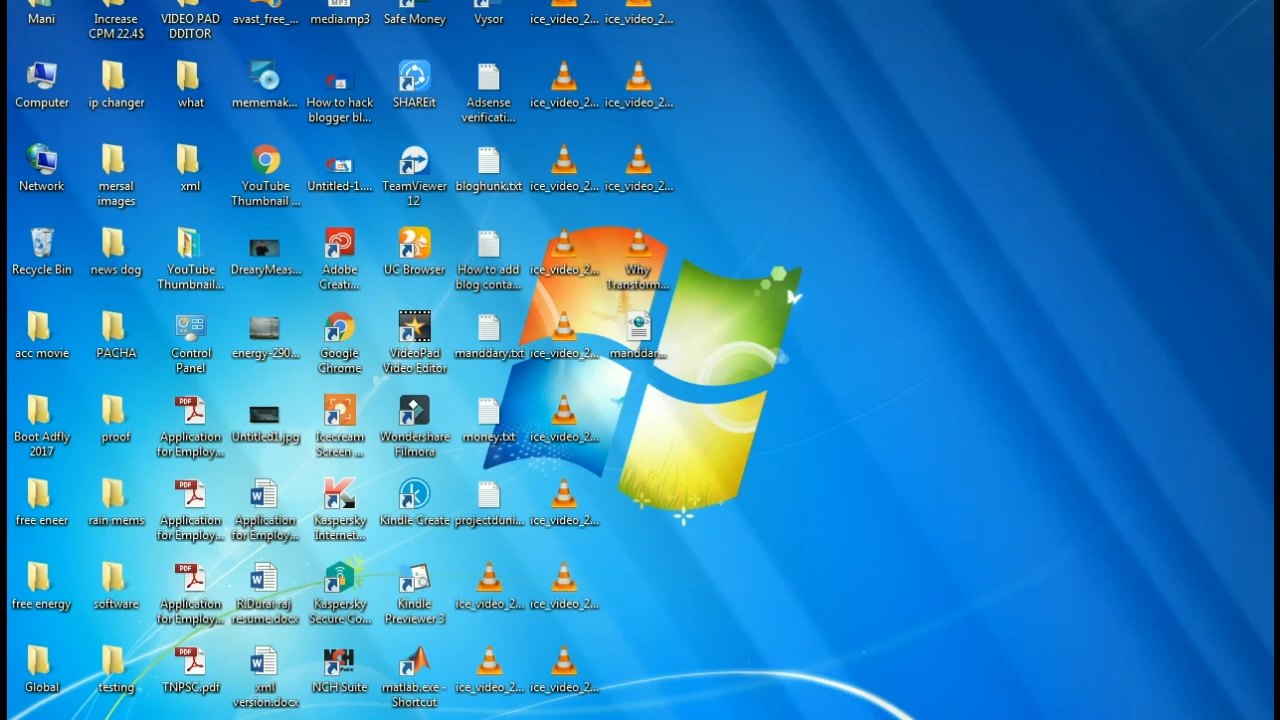 Mani
Increase
CPM 22.4$
VIDEO PAD
DDITOR
avast_free_...
media.mp3
Safe Money
Vysor
ice_video_2...
ice_video_2...
Computer
ip changer
what
mememak...
How to hack
blogger bl...
SHAREit
Adsense
verificati...
ice_video_2...
ice_video_2...
Network
mersal
images
xml
YouTube
Thumbnail ...
Untitled-1....
TeamViewer
12
bloghunk.txt
ice_video_2...
ice_video_2...
Recycle Bin
news dog
YouTube
Thumbnail...
DrearyMeas...
Adobe
Creati...
UC Browser
How to add
blog conta...
ice_video_2...
Why
Transform...
acc movie
PACHA
Control
Panel
energy-290...
Google
Chrome
VideoPad
Video Editor
manddary.txt
ice_video_2...
manddar...
Boot Adfly
2017
proof
Application
for Employ...
Untitled1.jpg
Icecream
Screen ...
Wondershare
Filmora
money.txt
ice_video_2...
free eneer
rain mems
Application
for Employ...
Application
for Employ...
Kaspersky
Internet...
Kindle Create
projectduni...
ice_video_2...
free energy
software
Application
for Employ...
R.Durai raj
resume.docx
Kaspersky
Secure Co...
Kindle
Previewer 3
ice_video_2...
ice_video_2...
Global
testing
TNPSC.pdf
xml
version.docx
NCH Suite
matlab.exe -
Shortcut
ice_video_2...
ice_video_2...